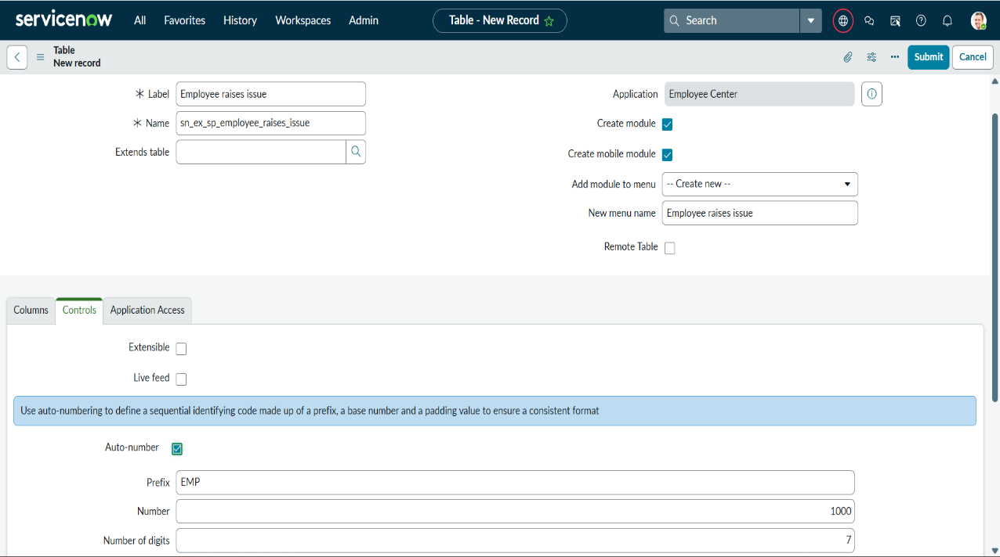 servicenow All Favorites History Workspaces Admin Table - New Record Search
Table
New record
Submit Cancel
Label Employee raises issue
Application Employee Center
Name sn_ex_sp_employee_raises_issue
Create module
Extends table
Create mobile module
Add module to menu -- Create new --
New menu name Employee raises issue
Remote Table
Columns Controls Application Access
Extensible
Live feed
Use auto-numbering to define a sequential identifying code made up of a prefix, a base number and a padding value to ensure a consistent format
Auto-number
Prefix EMP
Number 1000
Number of digits 7